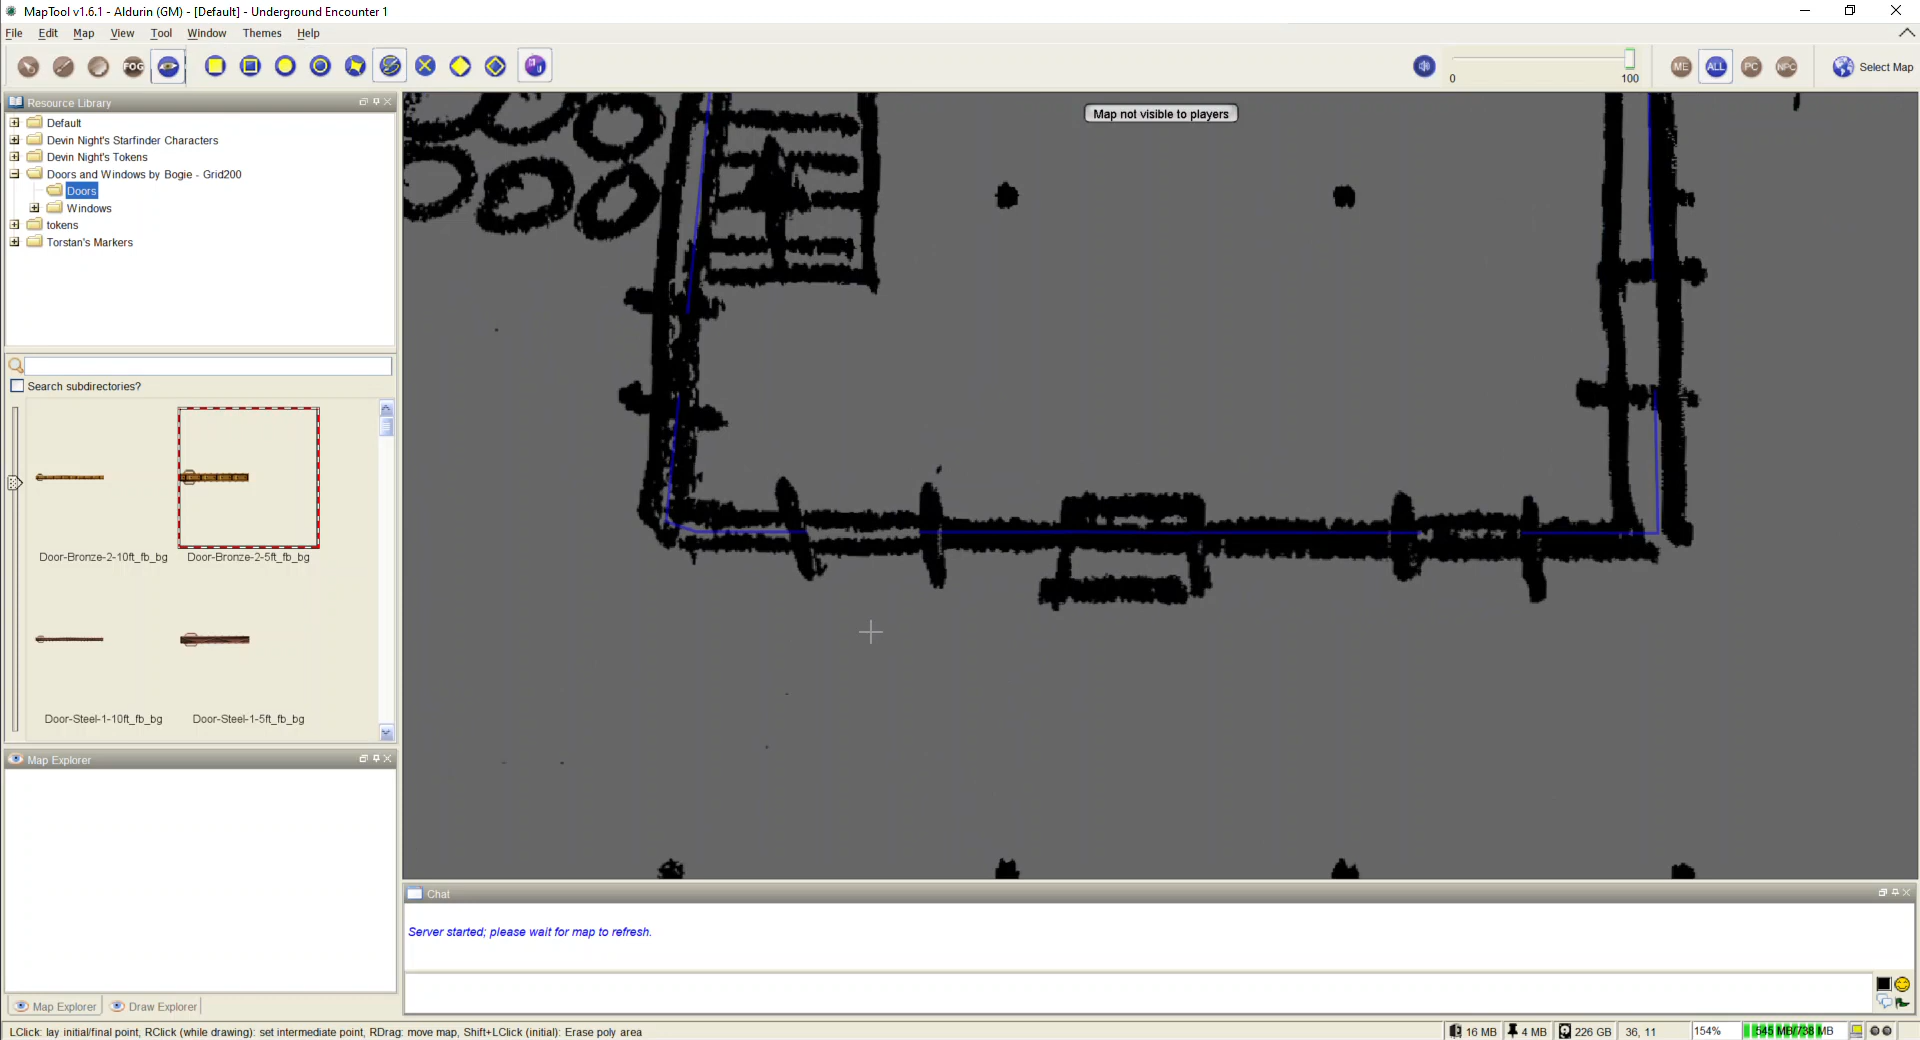 MapTool v1.6.1 - Aldurin (GM) - [Default] - Underground Encounter 1
File Edit Map View Tool Window Themes Help
FOG
0 100
ME ALL PC NPC Select Map
Resource Library
Default
Devin Night's Starfinder Characters
Devin Night's Tokens
Doors and Windows by Bogie - Grid200
Doors
Windows
tokens
Torstan's Markers
Search subdirectories?
Door-Bronze-2-10ft_fb_bg Door-Bronze-2-5ft_fb_bg
Door-Steel-1-10ft_fb_bg Door-Steel-1-5ft_fb_bg
Map Explorer
Map Explorer Draw Explorer
Map not visible to players
Chat
Server started; please wait for map to refresh.
LClick: lay initial/final point, RClick (while drawing): set intermediate point, RDrag: move map, Shift+LClick (initial): Erase poly area
16 MB 4 MB 226 GB 36, 11 154% 545 MB/738 MB